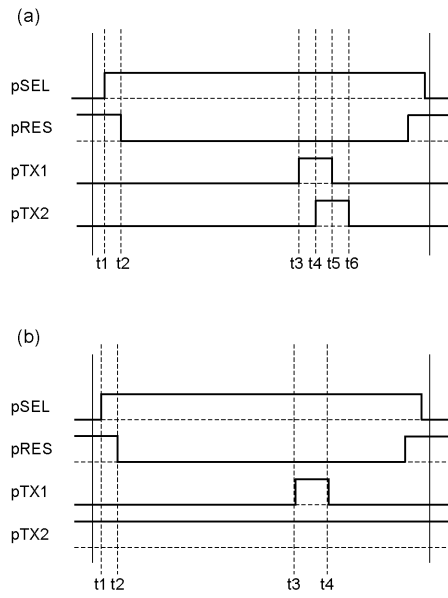 (a)
pSEL
pRES
pTX1
pTX2
t1 t2 t3 t4 t5 t6
(b)
pSEL
pRES
pTX1
pTX2
t1 t2 t3 t4